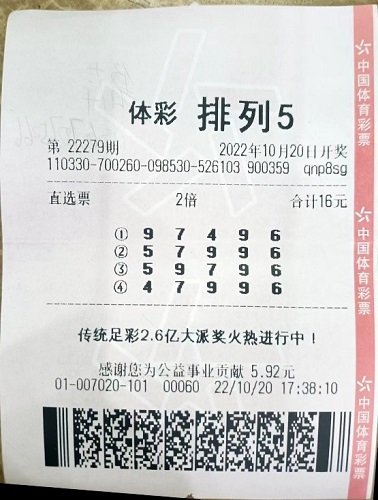 体彩 排列5
第 22279期 2022年10月20日开奖
110330-700260-098530-526103 900359 qnp8sg
直选票 2倍 合计16元
① 9 7 4 9 6
② 5 7 9 9 6
③ 5 9 7 9 6
④ 4 7 9 9 6
传统足彩2.6亿大派奖火热进行中！
感谢您为公益事业贡献 5.92元
01-007020-101 00060 22/10/20 17:38:10
中国体育彩票
中国体育彩票
中国体育彩票